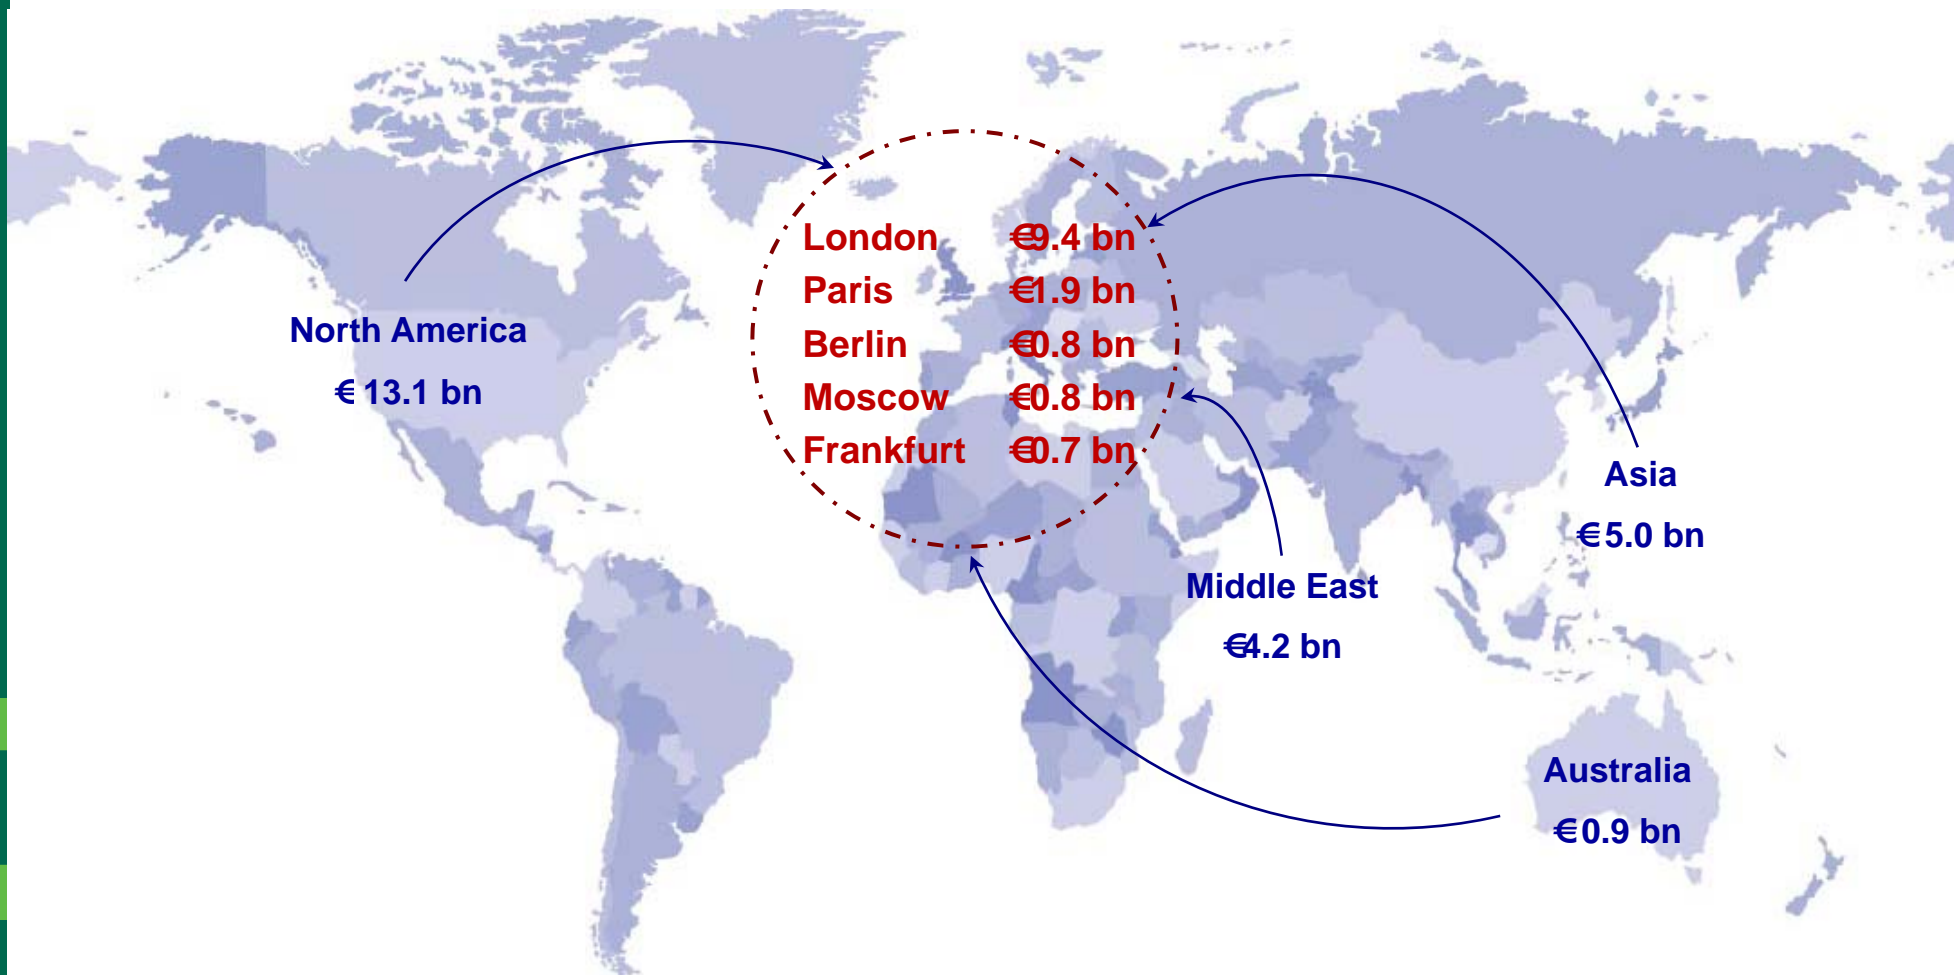 London €9.4 bn
Paris €1.9 bn
Berlin €0.8 bn
Moscow €0.8 bn
Frankfurt €0.7 bn
North America
€ 13.1 bn
Asia
€5.0 bn
Middle East
€4.2 bn
Australia
€0.9 bn